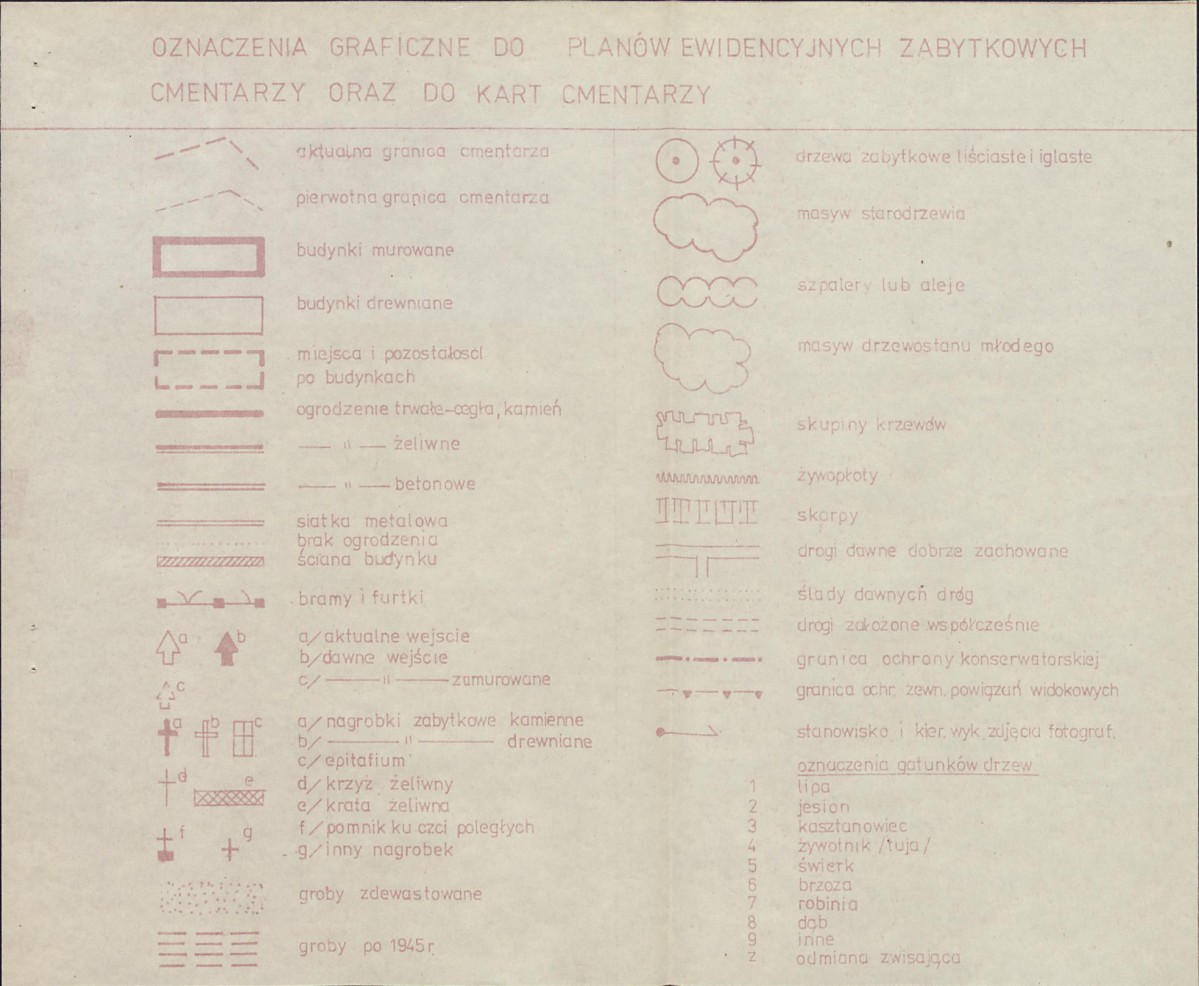 OZNACZENIA GRAFICZNE DO PLANÓW EWIDENCYJNYCH ZABYTKOWYCH
CMENTARZY ORAZ DO KART CMENTARZY
aktualna granica cmentarza
pierwotna granica cmentarza
budynki murowane
budynki drewniane
miejsca i pozostałości
po budynkach
ogrodzenie trwałe-cegła, kamień
— " — żeliwne
— " — betonowe
siatka metalowa
brak ogrodzenia
ściana budynku
bramy i furtki
a b
a/aktualne wejscie
b/dawne wejście
c
c/ — " — zamurowane
a b c
a/nagrobki zabytkowe kamienne
b/ — " — drewniane
c/epitafium
d e
d/krzyż żeliwny
e/krata żeliwna
f g
f/pomnik ku czci poległych
g/inny nagrobek
groby zdewastowane
groby po 1945 r.
drzewa zabytkowe liściaste i iglaste
masyw starodrzewia
szpalery lub aleje
masyw drzewostanu młodego
skupiny krzewów
żywopłoty
skarpy
drogi dawne dobrze zachowane
ślady dawnych dróg
drogi założone współcześnie
granica ochrony konserwatorskiej
granica ochr. zewn. powiązań widokowych
stanowisko i kier. wyk. zdjęcia fotograf.
oznaczenia gatunków drzew
1 lipa
2 jesion
3 kasztanowiec
4 żywotnik /tuja/
5 świerk
6 brzoza
7 robinia
8 dąb
9 inne
z odmiana zwisająca